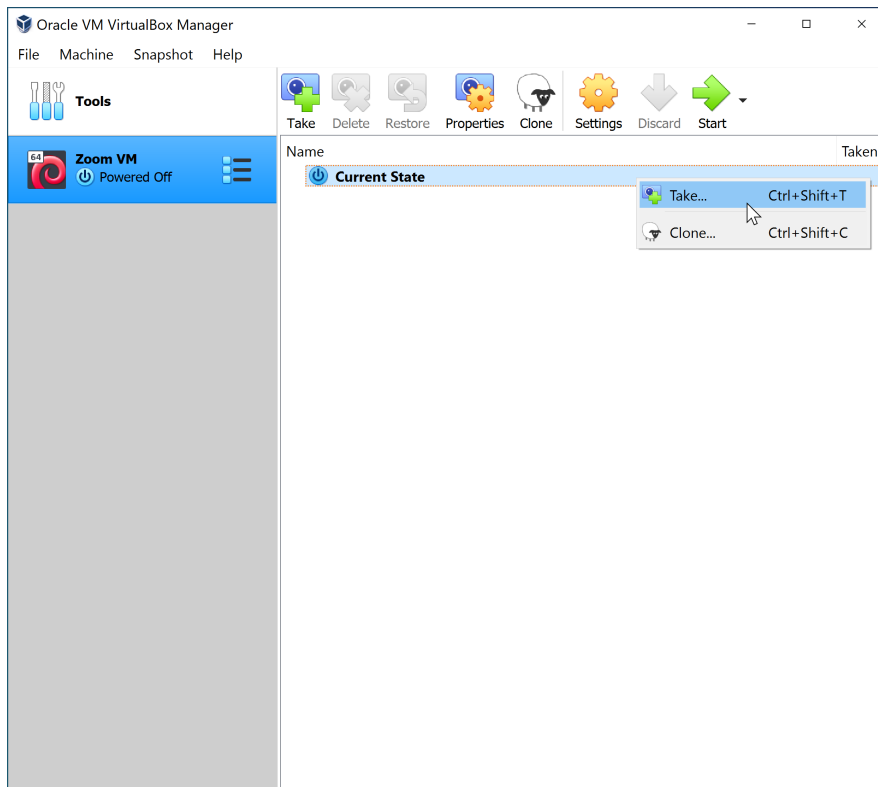 Oracle VM VirtualBox Manager
File Machine Snapshot Help
Tools
Take Delete Restore Properties Clone Settings Discard Start
64
Zoom VM
Powered Off
Name Taken
Current State
Take... Ctrl+Shift+T
Clone... Ctrl+Shift+C